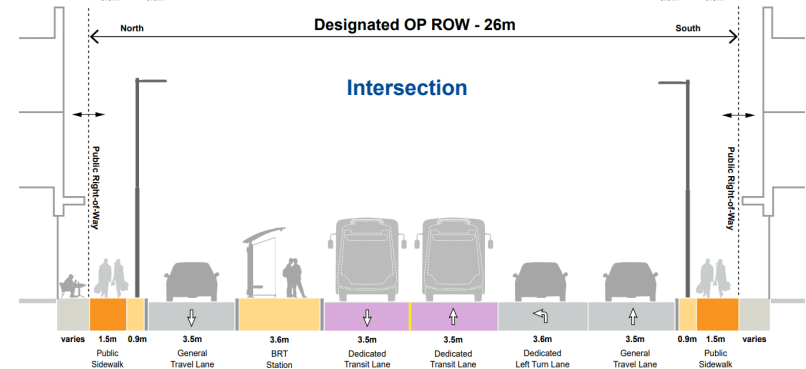 Designated OP ROW - 26m
North
South
Intersection
Public Right-of-Way
Public Right-of-Way
varies
1.5m
0.9m
3.5m
3.6m
3.5m
3.5m
3.6m
3.5m
0.9m
1.5m
varies
Public
Sidewalk
General
Travel Lane
BRT
Station
Dedicated
Transit Lane
Dedicated
Transit Lane
Dedicated
Left Turn Lane
General
Travel Lane
Public
Sidewalk